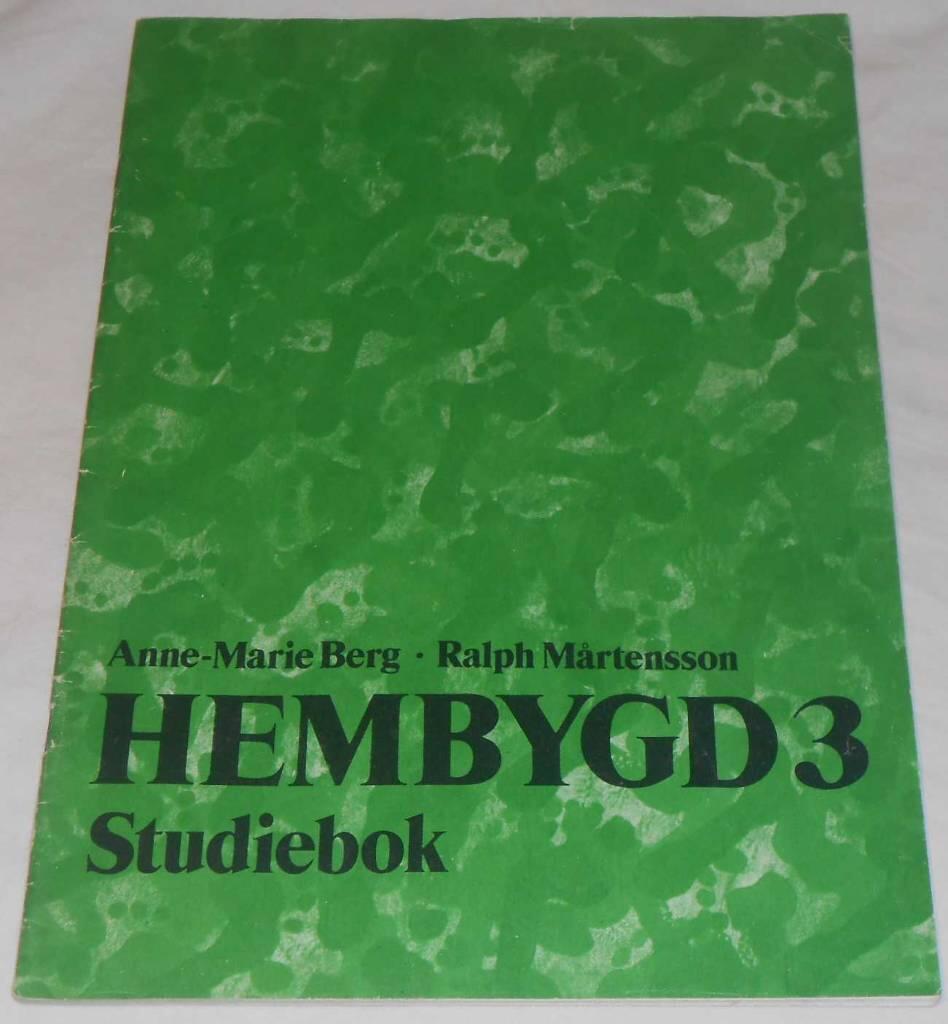 Anne-Marie Berg · Ralph Mårtensson
HEMBYGD 3
Studiebok